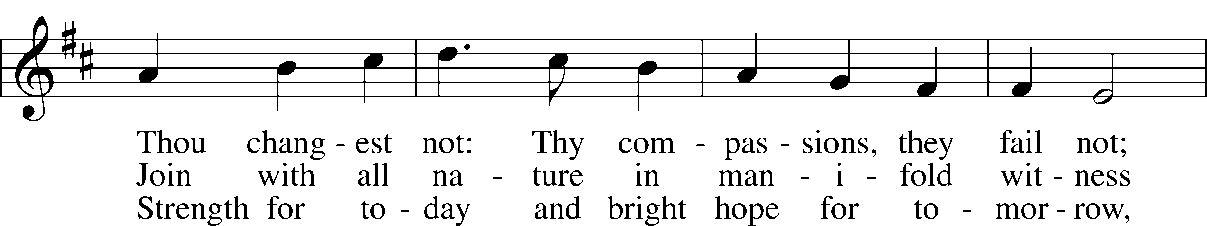 Thou chang - est not: Thy com - pas - sions, they fail not;
Join with all na - ture in man - i - fold wit - ness
Strength for to - day and bright hope for to - mor - row,